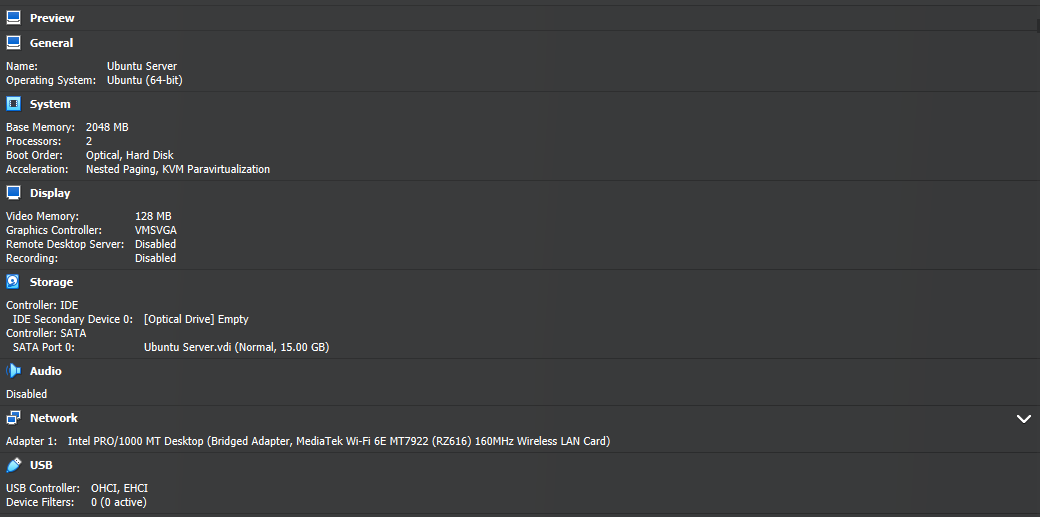 Preview
General
Name: Ubuntu Server
Operating System: Ubuntu (64-bit)
System
Base Memory: 2048 MB
Processors: 2
Boot Order: Optical, Hard Disk
Acceleration: Nested Paging, KVM Paravirtualization
Display
Video Memory: 128 MB
Graphics Controller: VMSVGA
Remote Desktop Server: Disabled
Recording: Disabled
Storage
Controller: IDE
IDE Secondary Device 0: [Optical Drive] Empty
Controller: SATA
SATA Port 0: Ubuntu Server.vdi (Normal, 15.00 GB)
Audio
Disabled
Network
Adapter 1: Intel PRO/1000 MT Desktop (Bridged Adapter, MediaTek Wi-Fi 6E MT7922 (RZ616) 160MHz Wireless LAN Card)
USB
USB Controller: OHCI, EHCI
Device Filters: 0 (0 active)